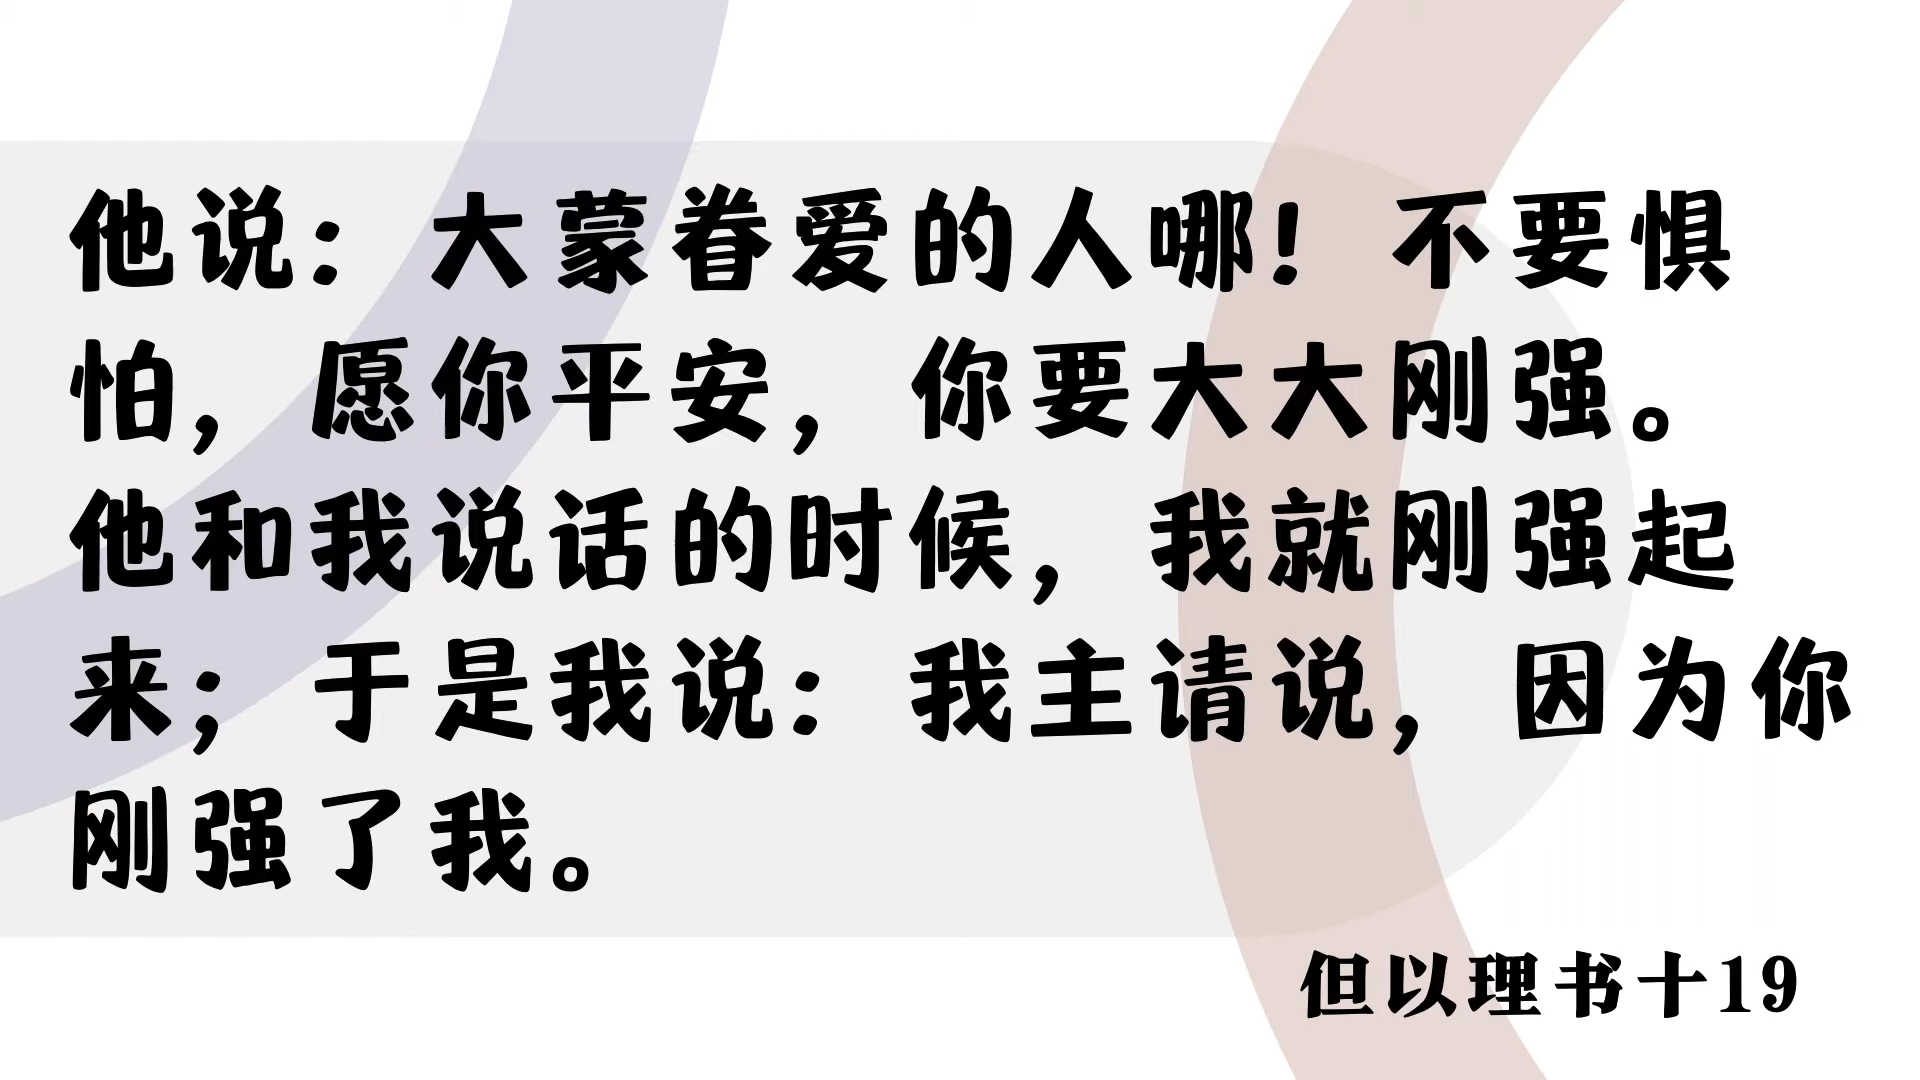 他说：大蒙眷爱的人哪！不要惧
怕，愿你平安，你要大大刚强。
他和我说话的时候，我就刚强起
来；于是我说：我主请说，因为你
刚强了我。
但以理书十19